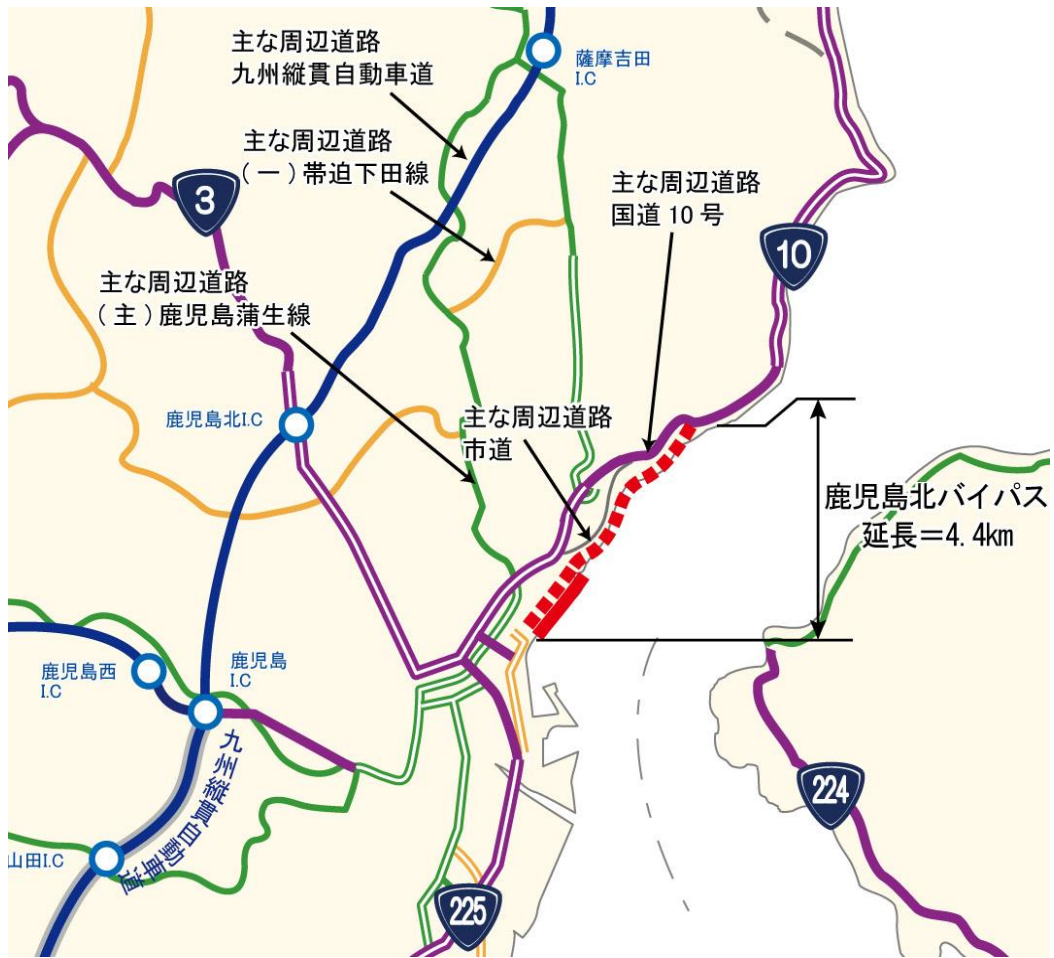 主な周辺道路
九州縦貫自動車道
薩摩吉田
I.C
主な周辺道路
(一)帯迫下田線
主な周辺道路
国道10号
3
10
主な周辺道路
(主)鹿児島蒲生線
鹿児島北I.C
主な周辺道路
市道
鹿児島北バイパス
延長=4.4km
鹿児島西
I.C
鹿児島
I.C
九州縦貫自動車道
224
山田I.C
225